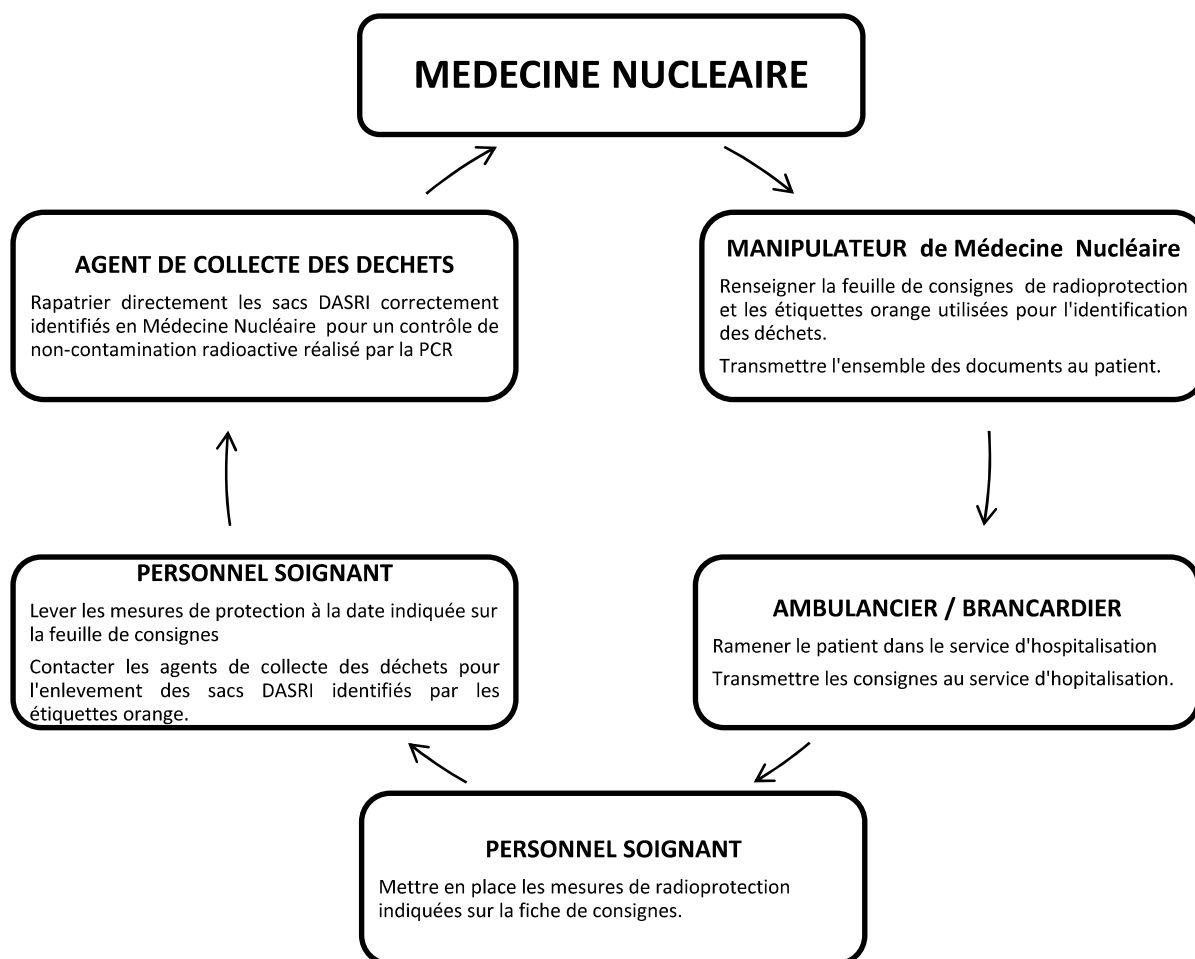 MEDECINE NUCLEAIRE
MANIPULATEUR de Médecine Nucléaire
Renseigner la feuille de consignes de radioprotection
et les étiquettes orange utilisées pour l'identification
des déchets.
Transmettre l'ensemble des documents au patient.
AMBULANCIER / BRANCARDIER
Ramener le patient dans le service d'hospitalisation
Transmettre les consignes au service d'hopitalisation.
PERSONNEL SOIGNANT
Mettre en place les mesures de radioprotection
indiquées sur la fiche de consignes.
PERSONNEL SOIGNANT
Lever les mesures de protection à la date indiquée sur
la feuille de consignes
Contacter les agents de collecte des déchets pour
l'enlevement des sacs DASRI identifiés par les
étiquettes orange.
AGENT DE COLLECTE DES DECHETS
Rapatrier directement les sacs DASRI correctement
identifiés en Médecine Nucléaire pour un contrôle de
non-contamination radioactive réalisé par la PCR